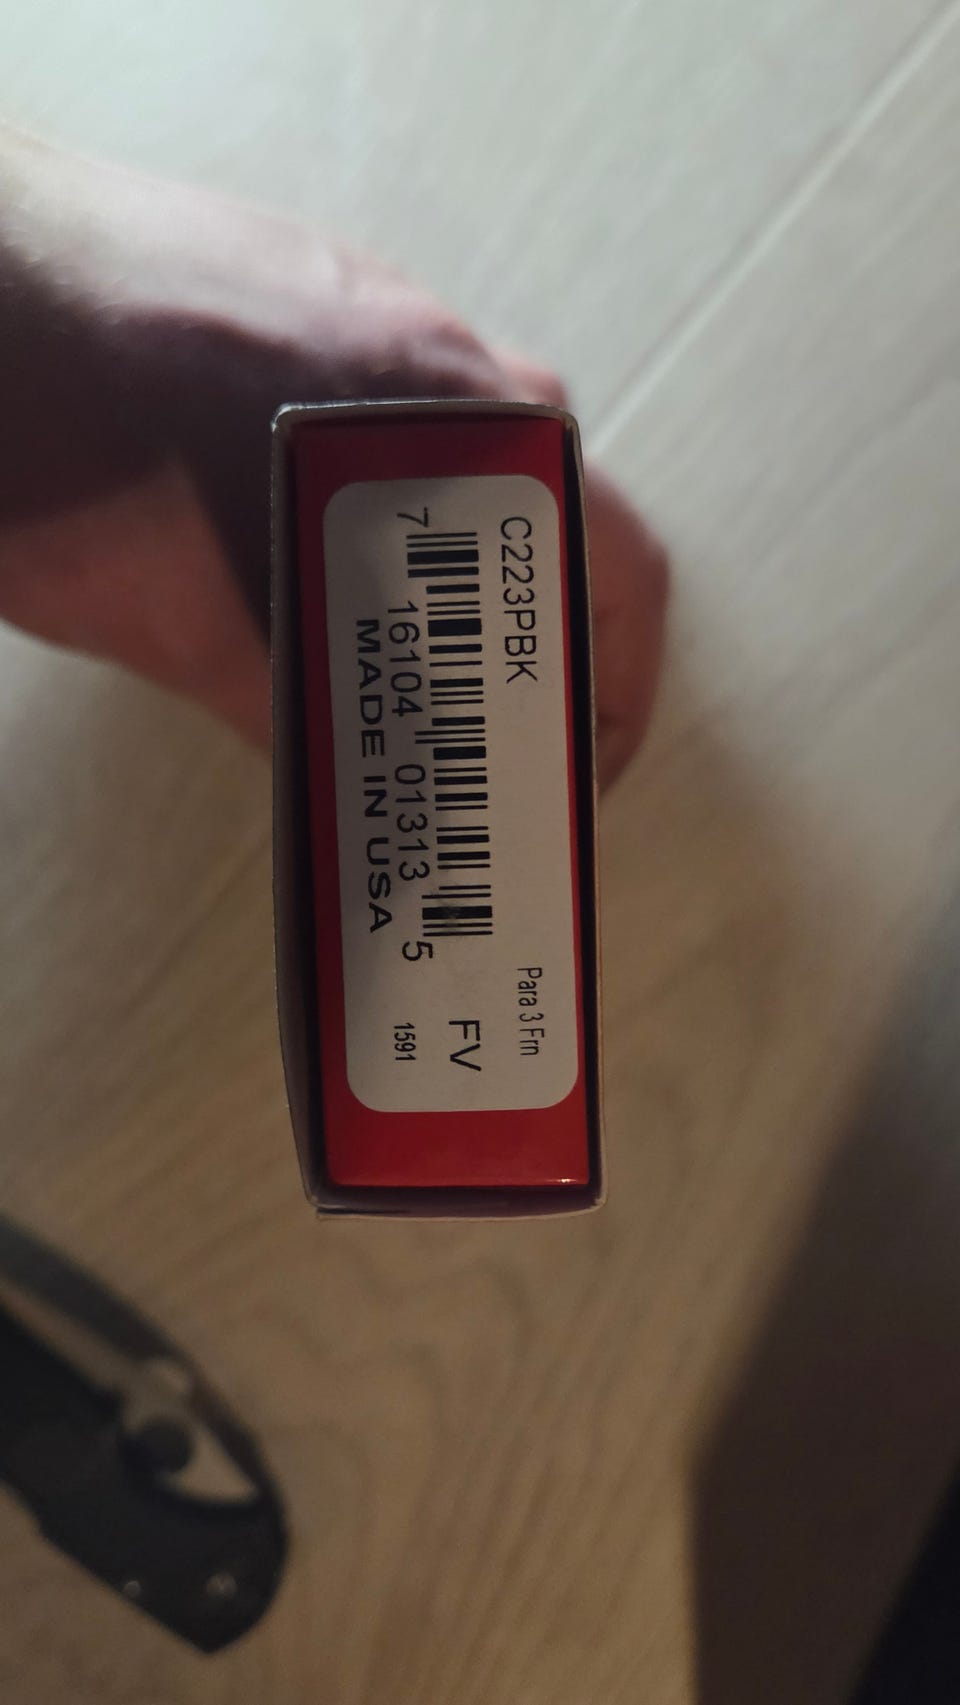 C223PBK
Para 3 Frn
7 16104 01313 5
FV
MADE IN USA
1591